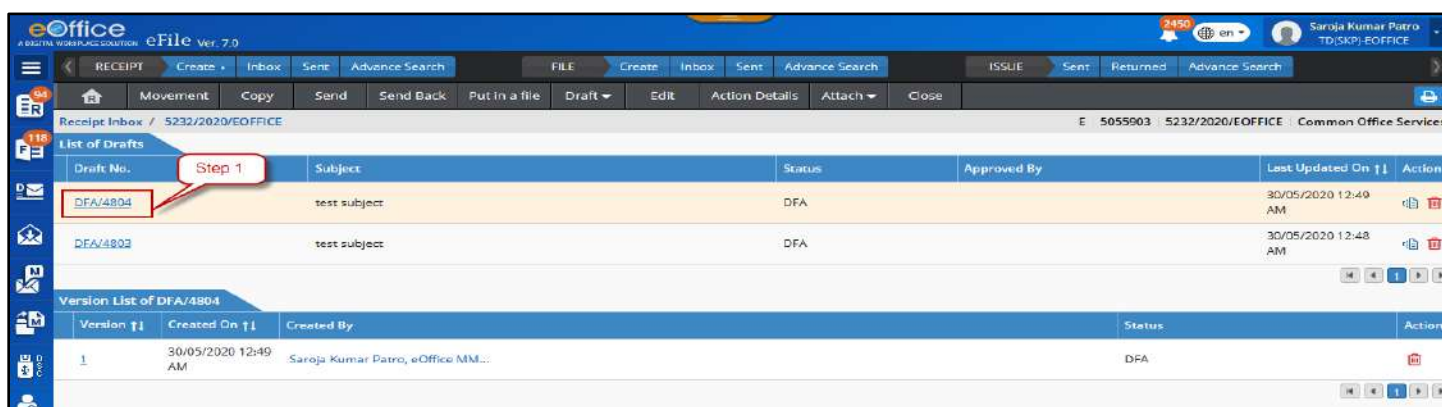 eOffice
A DIGITAL WORKPLACE SOLUTION eFile Ver. 7.0
2450 en Saroja Kumar Patro
TD(SKP)-EOFFICE
RECEIPT Create Inbox Sent Advance Search FILE Create Inbox Sent Advance Search ISSUE Sent Returned Advance Search
94 R Movement Copy Send Send Back Put in a file Draft Edit Action Details Attach Close
Receipt Inbox / 5232/2020/EOFFICE E 5055903 5232/2020/EOFFICE Common Office Services
118 F List of Drafts
Draft No. Step 1 Subject Status Approved By Last Updated On Action
DFA/4804 test subject DFA 30/05/2020 12:49
AM
DFA/4803 test subject DFA 30/05/2020 12:48
AM
1
Version List of DFA/4804
Version Created On Created By Status Action
1 30/05/2020 12:49 Saroja Kumar Patro, eOffice MM... DFA
AM
1